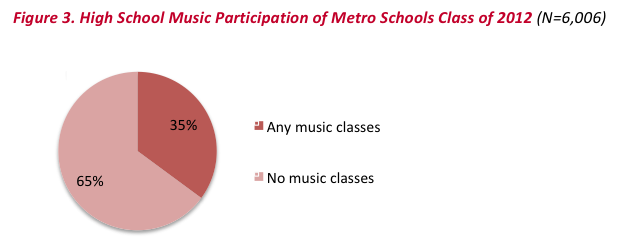 Figure 3. High School Music Participation of Metro Schools Class of 2012 (N=6,006)
35%
Any music classes
65%
No music classes